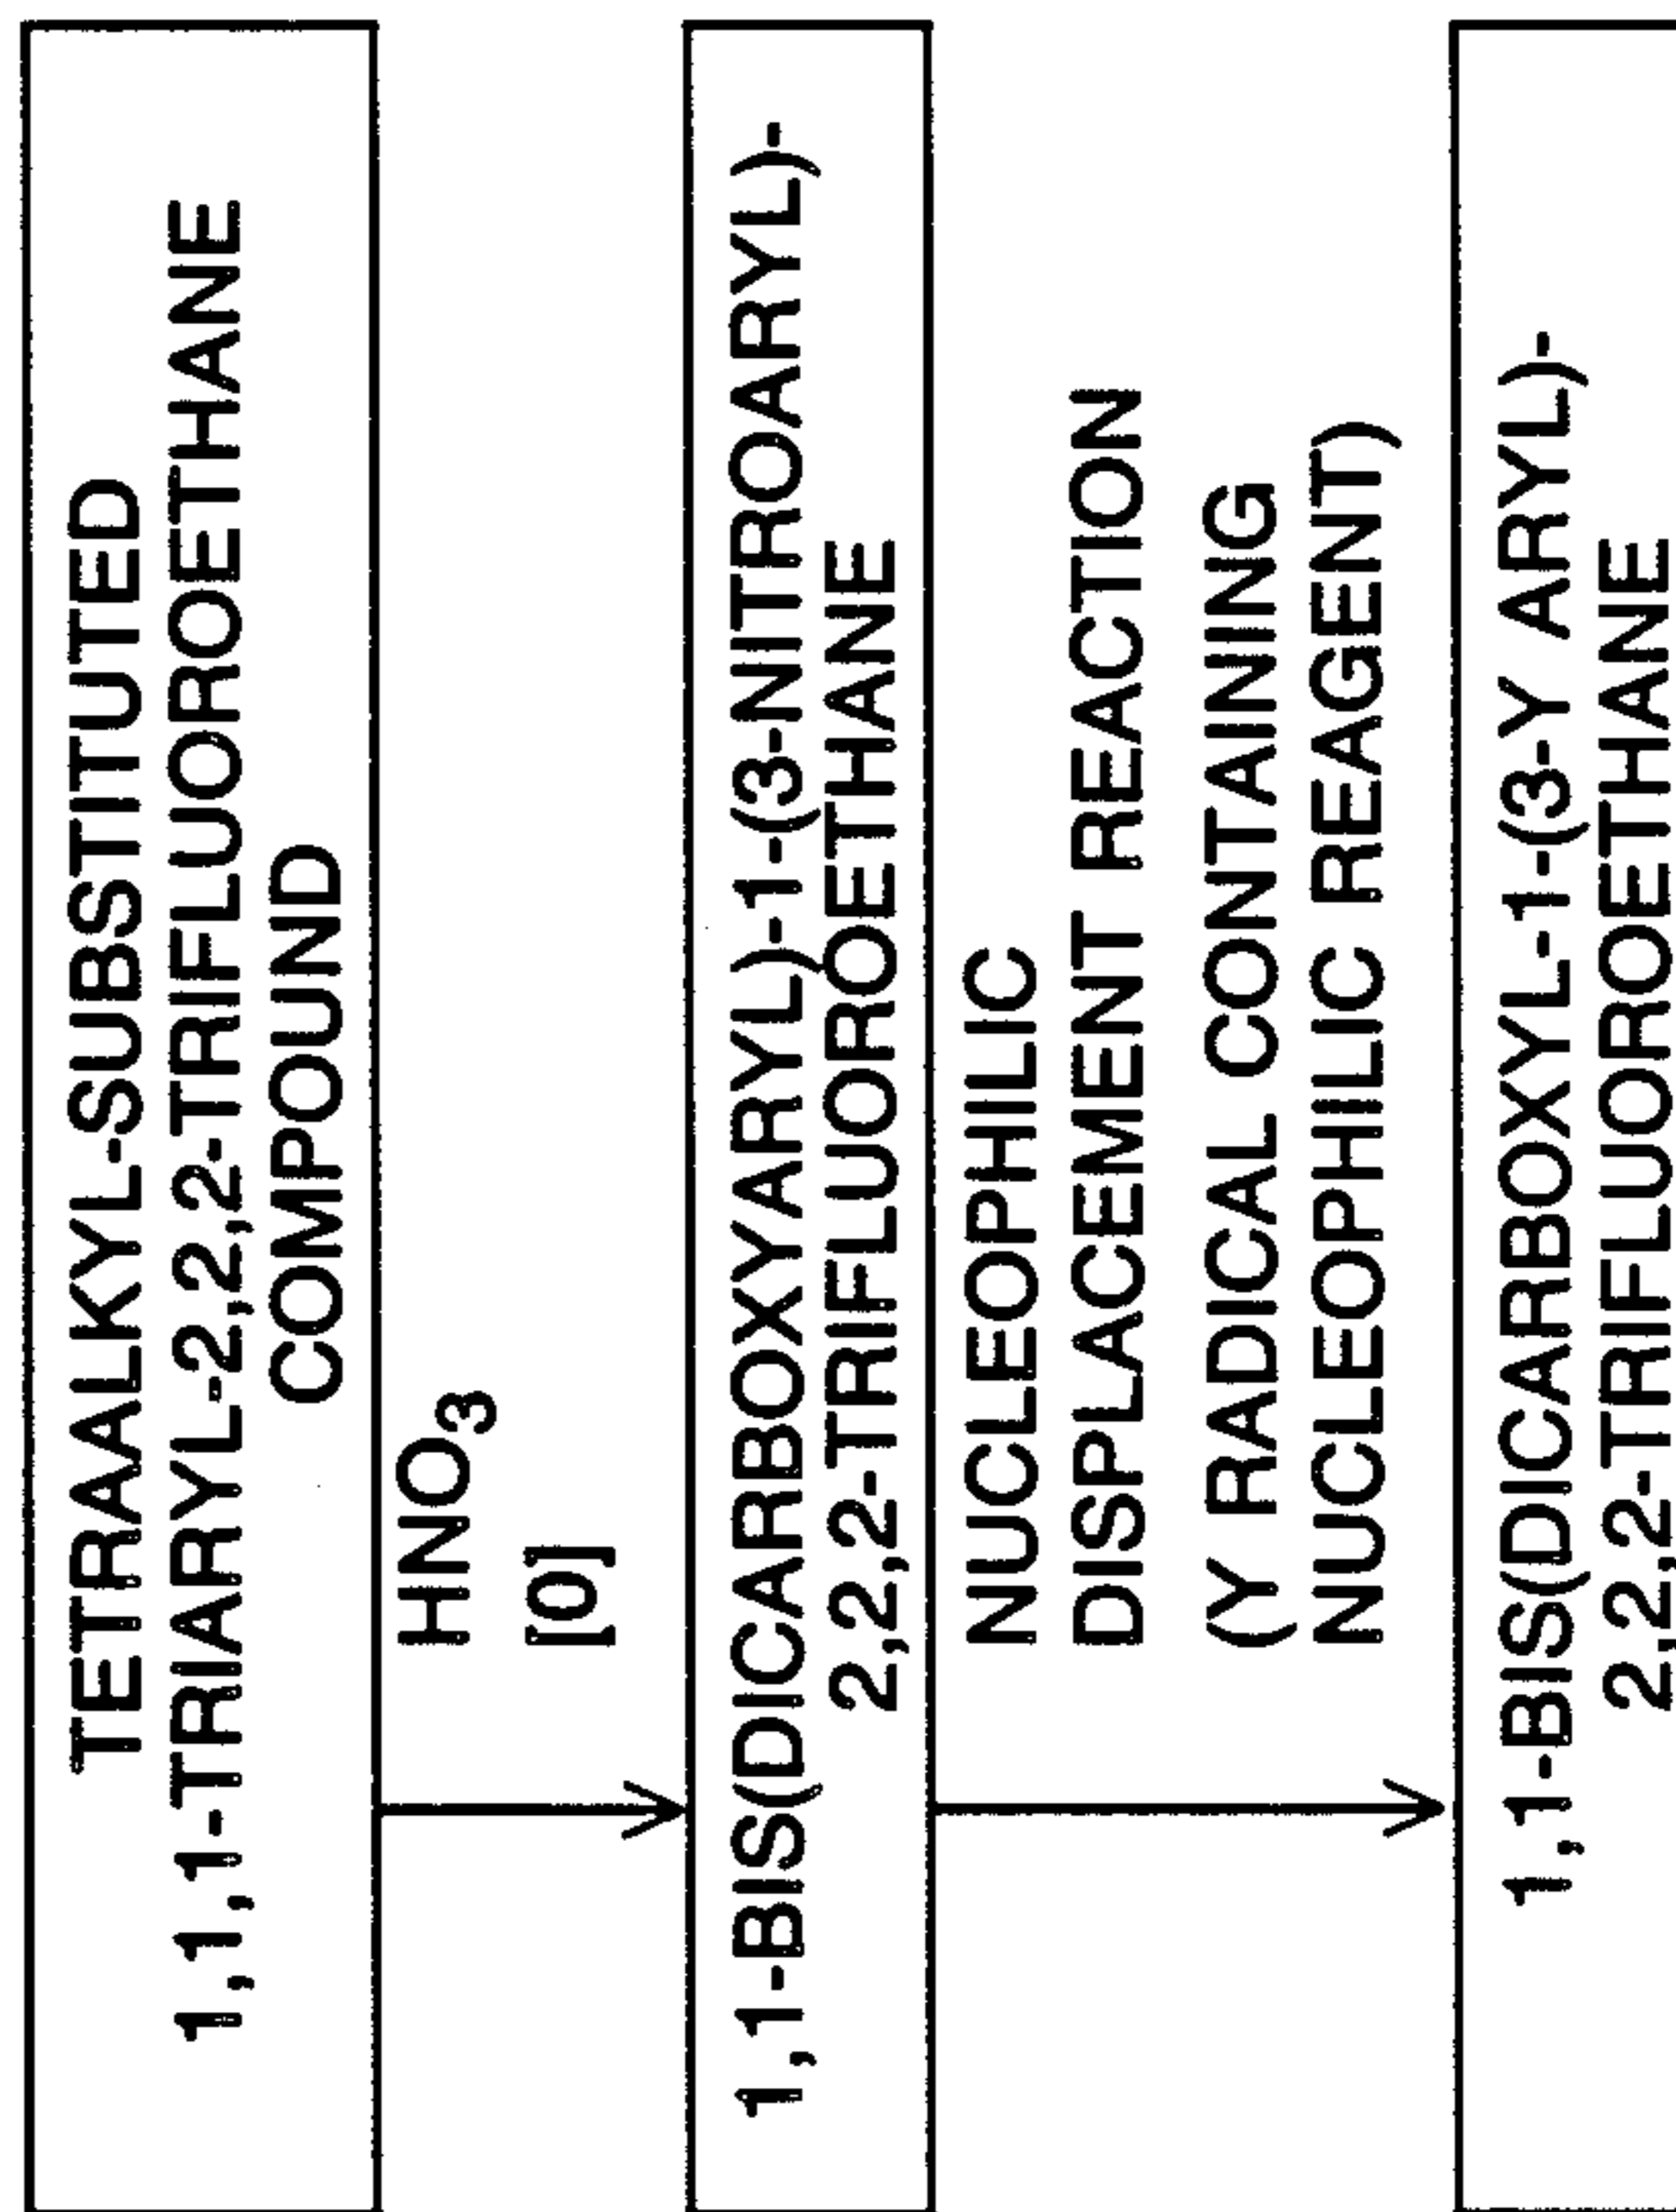 TETRAALKYL-SUBSTITUTED
1,1,1-TRIARYL-2,2,2-TRIFLUOROETHANE
COMPOUND
HNO3
[0]
1,1-BIS(DICARBOXYARYL)-1-(3-NITROARYL)-
2,2,2-TRIFLUOROETHANE
NUCLEOPHILIC
DISPLACEMENT REACTION
(Y RADICAL CONTAINING
NUCLEOPHILIC REAGENT)
1,1-BIS(DICARBOXYL-1-(3-Y ARYL)-
2,2,2-TRIFLUOROETHANE